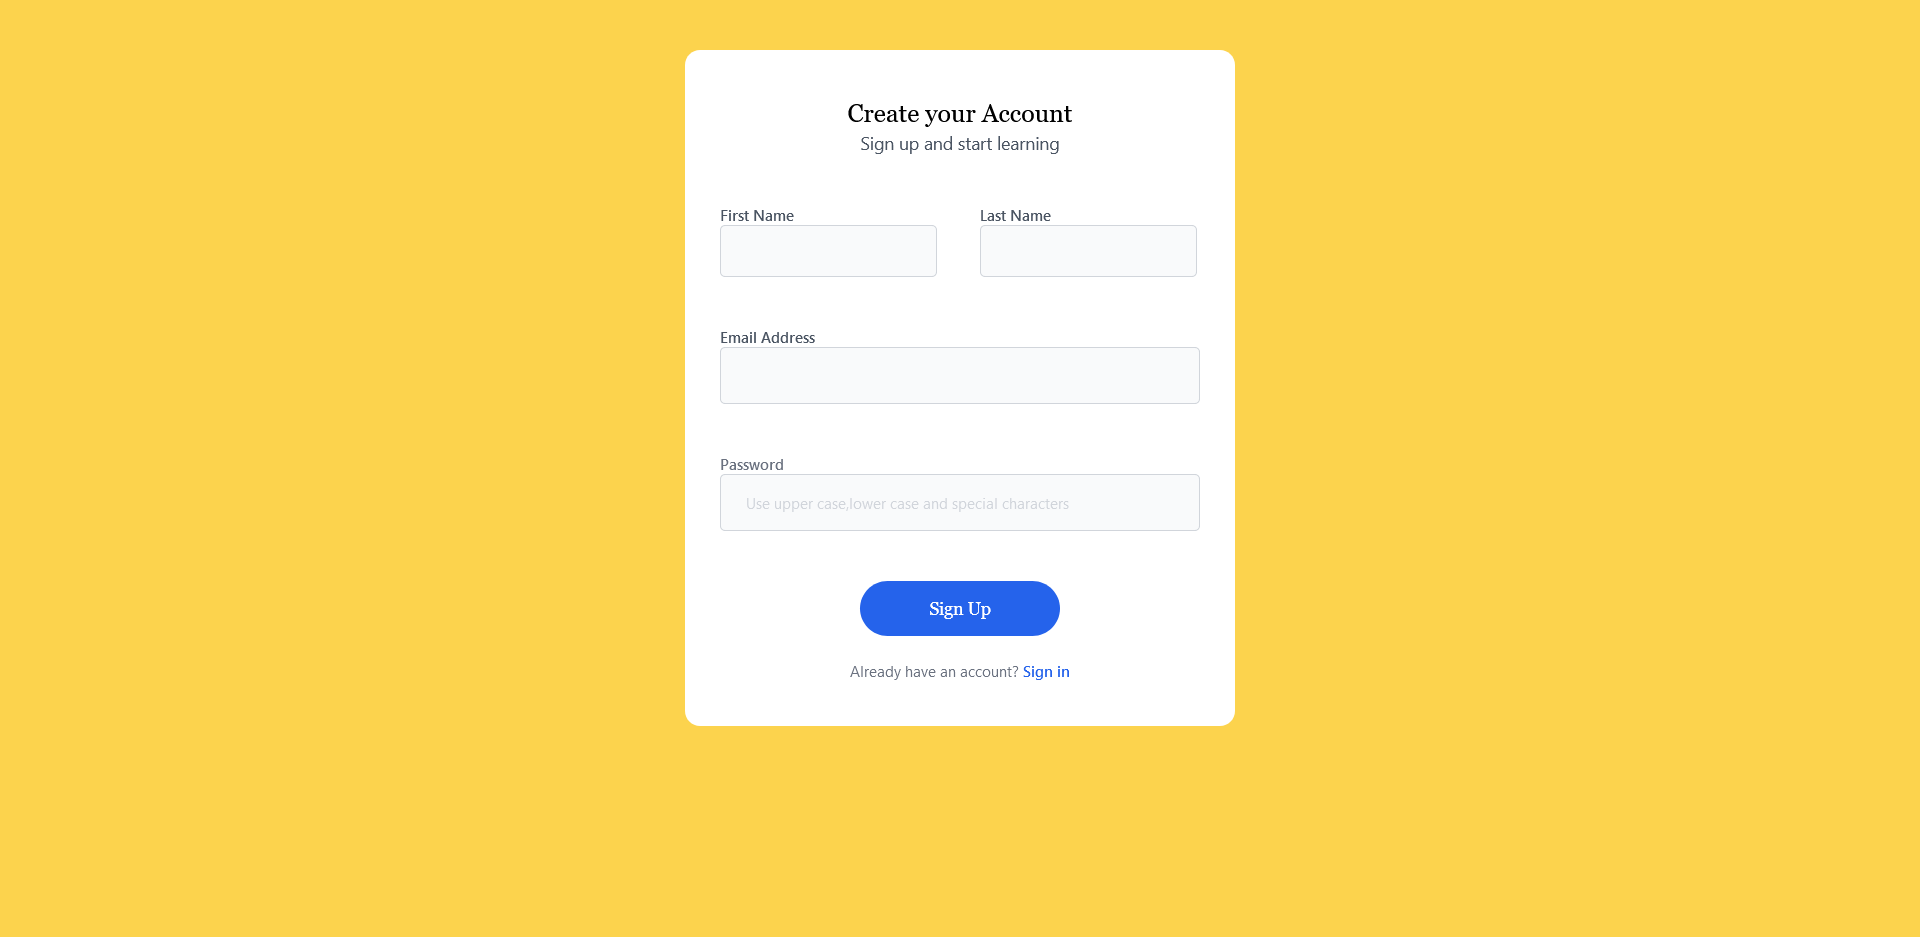 Create your Account
Sign up and start learning
First Name
Last Name
Email Address
Password
Use upper case,lower case and special characters
Sign Up
Already have an account? Sign in